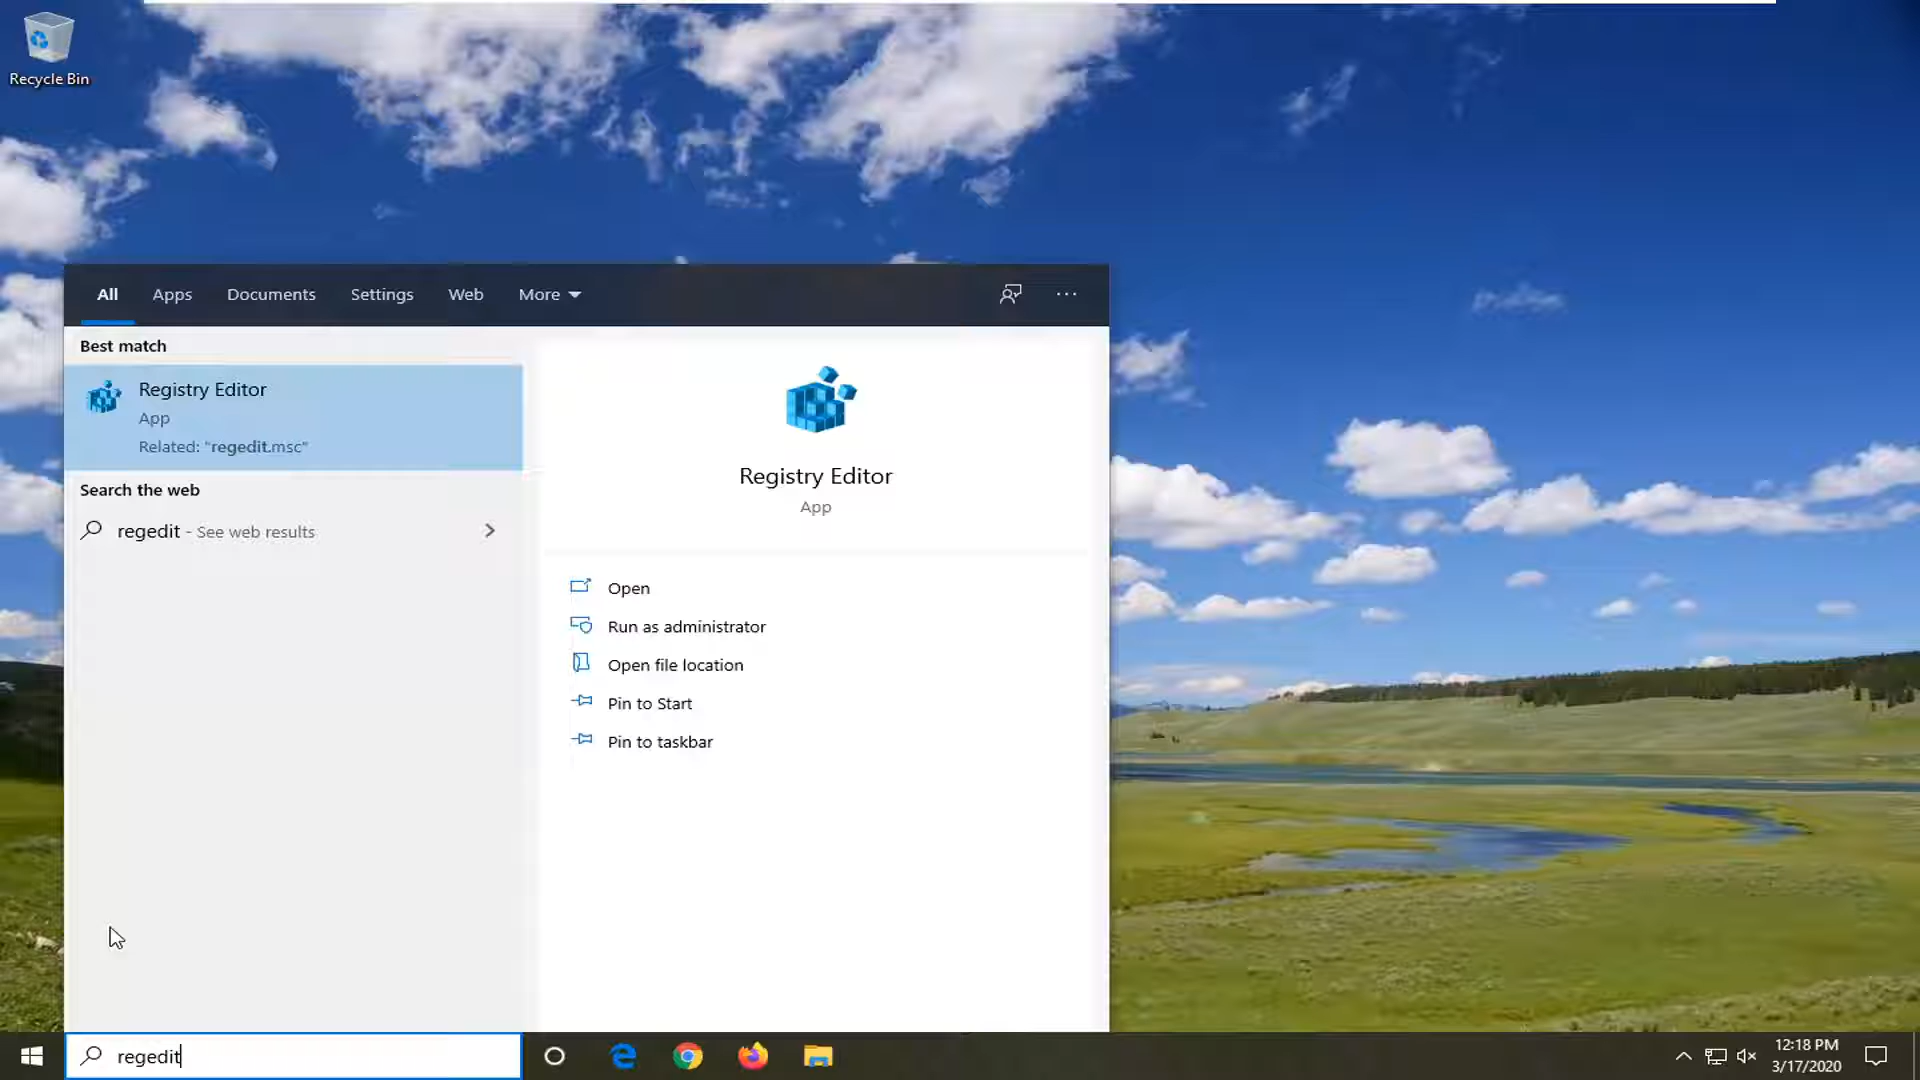 Recycle Bin
All Apps Documents Settings Web More
Best match
Registry Editor
App
Related: "regedit.msc"
Search the web
regedit - See web results
Registry Editor
App
Open
Run as administrator
Open file location
Pin to Start
Pin to taskbar
regedit
12:18 PM
3/17/2020